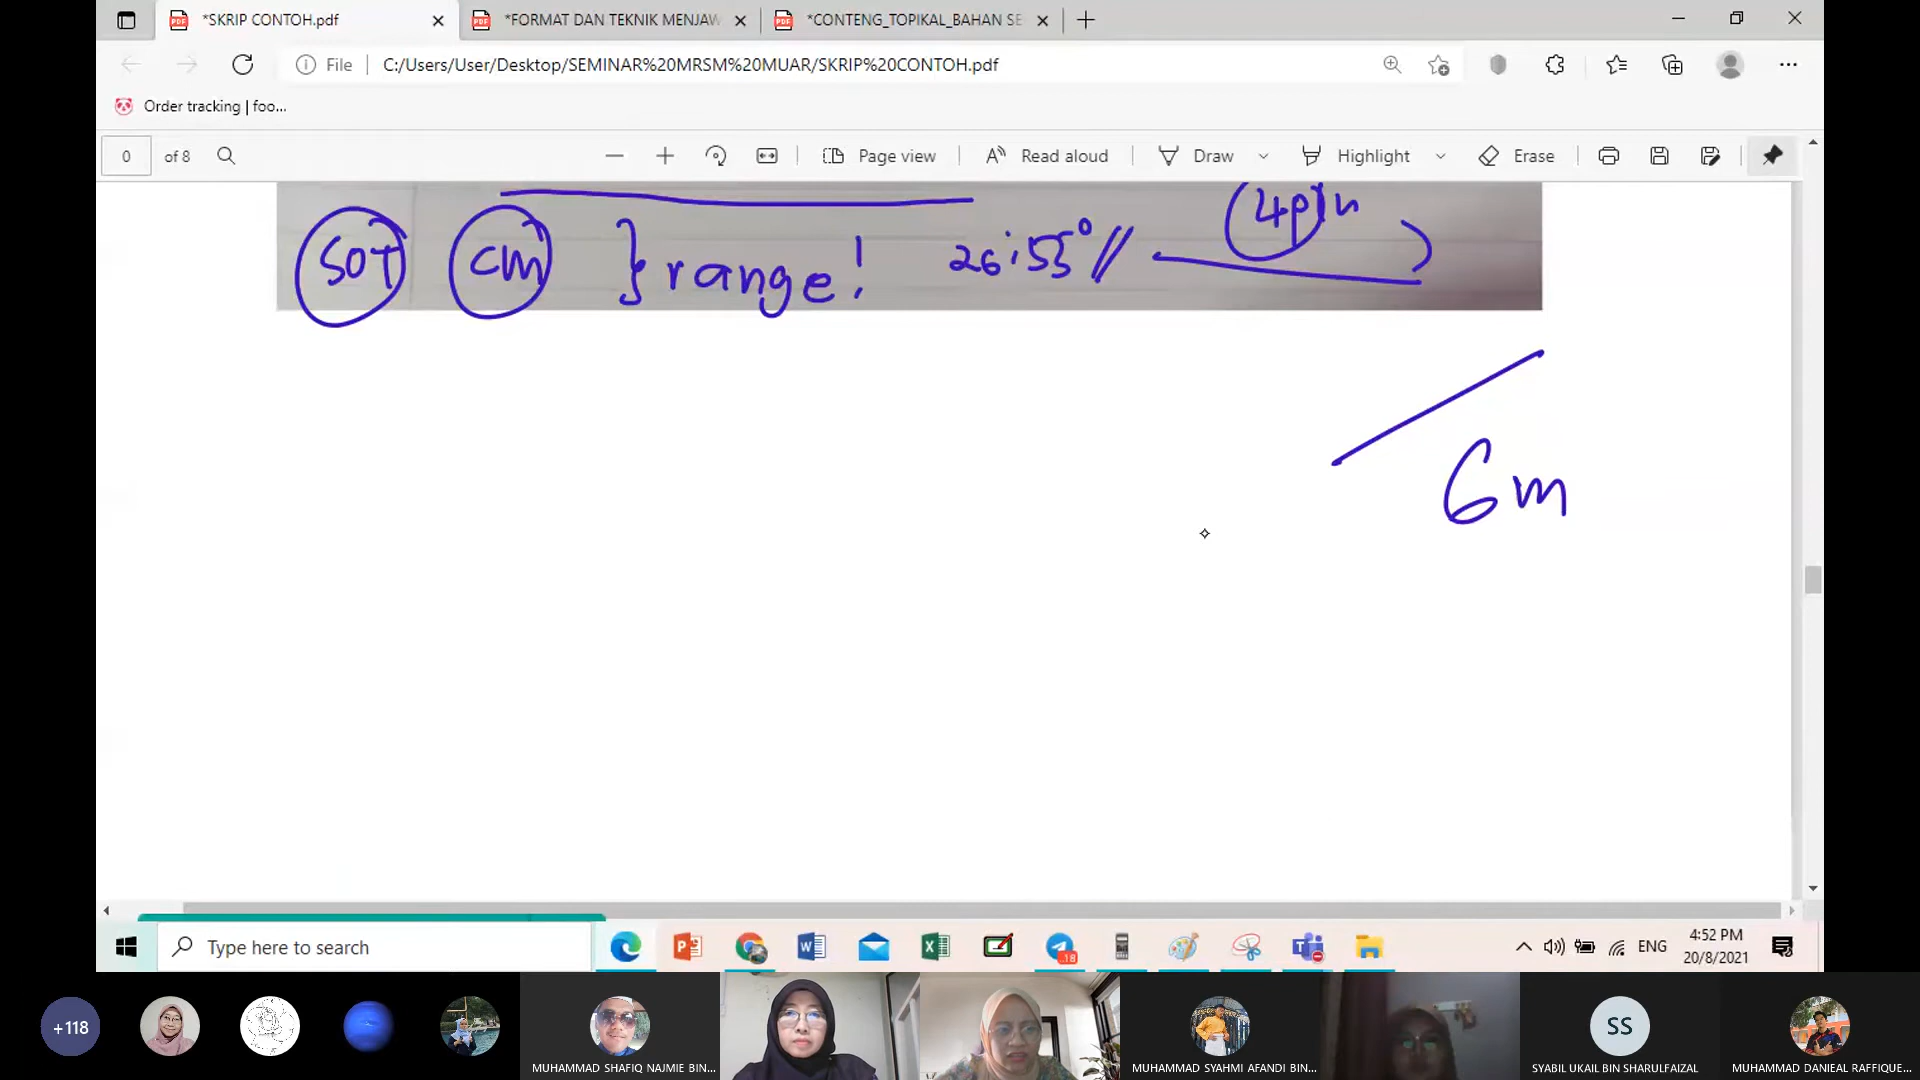 *SKRIP CONTOH.pdf
*FORMAT DAN TEKNIK MENJAW
*CONTENG_TOPIKAL_BAHAN SE
File
C:/Users/User/Desktop/SEMINAR%20MRSM%20MUAR/SKRIP%20CONTOH.pdf
Order tracking | foo...
0 of 8
Page view
Read aloud
Draw
Highlight
Erase
4p
SOT cm } range! 26.55° //
6m
Type here to search
18
ENG
4:52 PM
20/8/2021
+118
MUHAMMAD SHAFIQ NAJMIE BIN...
MUHAMMAD SYAHMI AFANDI BIN...
SS
SYABIL UKAIL BIN SHARULFAIZAL
MUHAMMAD DANIEAL RAFFIQUE...